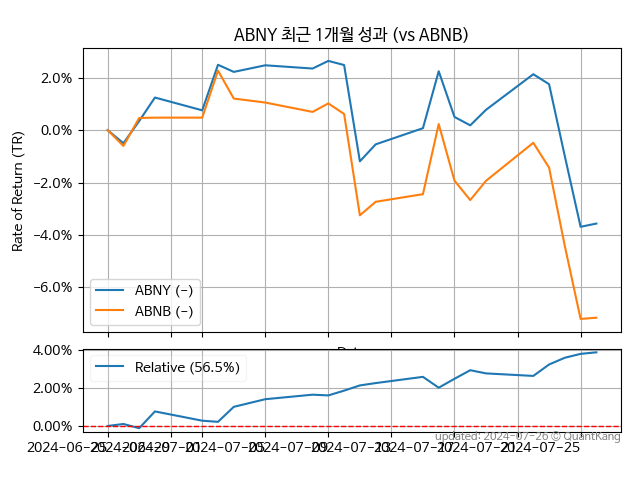 ABNY 최근 1개월 성과 (vs ABNB)
Rate of Return (TR)
2.0%
0.0%
−2.0%
−4.0%
−6.0%
ABNY (-)
ABNB (-)
4.00%
2.00%
0.00%
Relative (56.5%)
updated: 2024-07-26 © QuantKang
2024-06-25
2024-06-29
2024-07-01
2024-07-05
2024-07-09
2024-07-13
2024-07-17
2024-07-21
2024-07-25